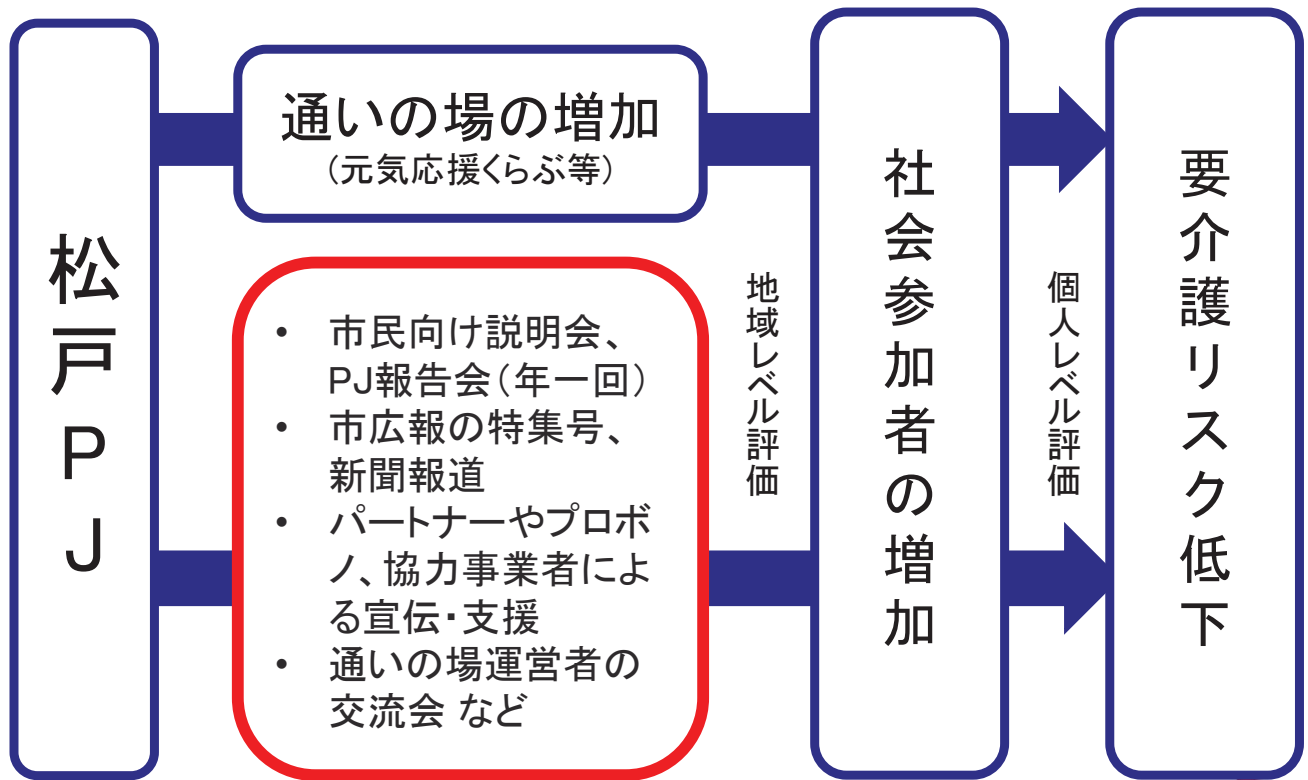 松戸PJ
通いの場の増加
(元気応援くらぶ等)
• 市民向け説明会、
PJ報告会(年一回)
• 市広報の特集号、
新聞報道
• パートナーやプロボ
ノ、協力事業者によ
る宣伝・支援
• 通いの場運営者の
交流会 など
地域レベル評価
社会参加者の増加
個人レベル評価
要介護リスク低下